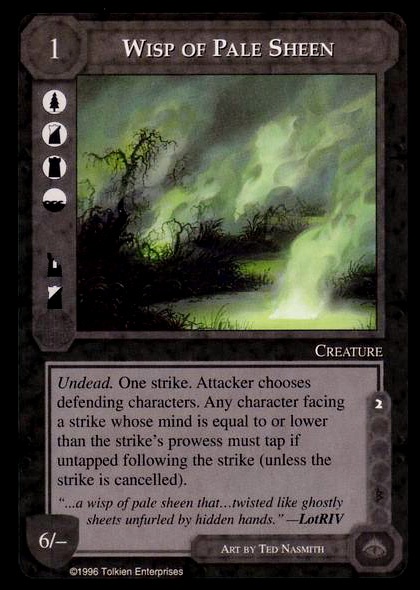 1
WISP OF PALE SHEEN
CREATURE
Undead. One strike. Attacker chooses
defending characters. Any character facing
a strike whose mind is equal to or lower
than the strike's prowess must tap if
untapped following the strike (unless the
strike is cancelled).
2
"...a wisp of pale sheen that...twisted like ghostly
sheets unfurled by hidden hands." —LotRIV
6/–
ART BY TED NASMITH
©1996 Tolkien Enterprises